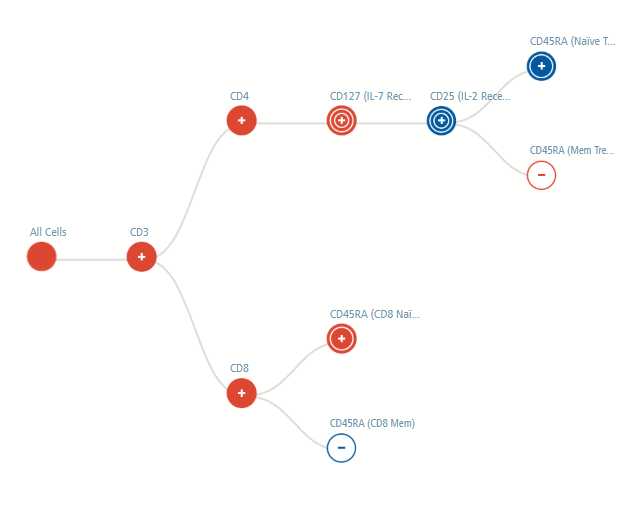 CD45RA (Naïve T...
CD4
CD127 (IL-7 Rec...
CD25 (IL-2 Rece...
+
+
+
+
CD45RA (Mem Tre...
−
All Cells
CD3
+
CD45RA (CD8 Naï...
+
CD8
+
CD45RA (CD8 Mem)
−